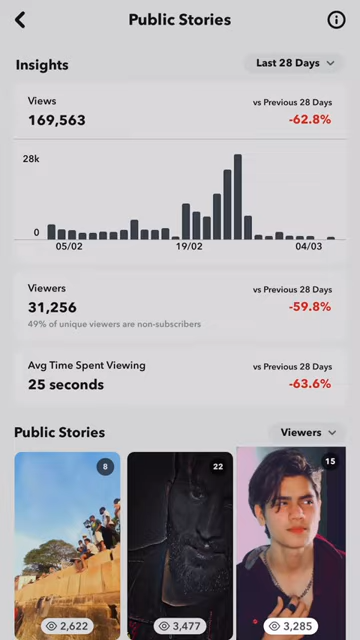 Public Stories
Insights
Last 28 Days
Views
vs Previous 28 Days
169,563
-62.8%
28k
0
05/02
19/02
04/03
Viewers
vs Previous 28 Days
31,256
-59.8%
49% of unique viewers are non-subscribers
Avg Time Spent Viewing
vs Previous 28 Days
25 seconds
-63.6%
Public Stories
Viewers
8
22
15
2,622
3,477
3,285